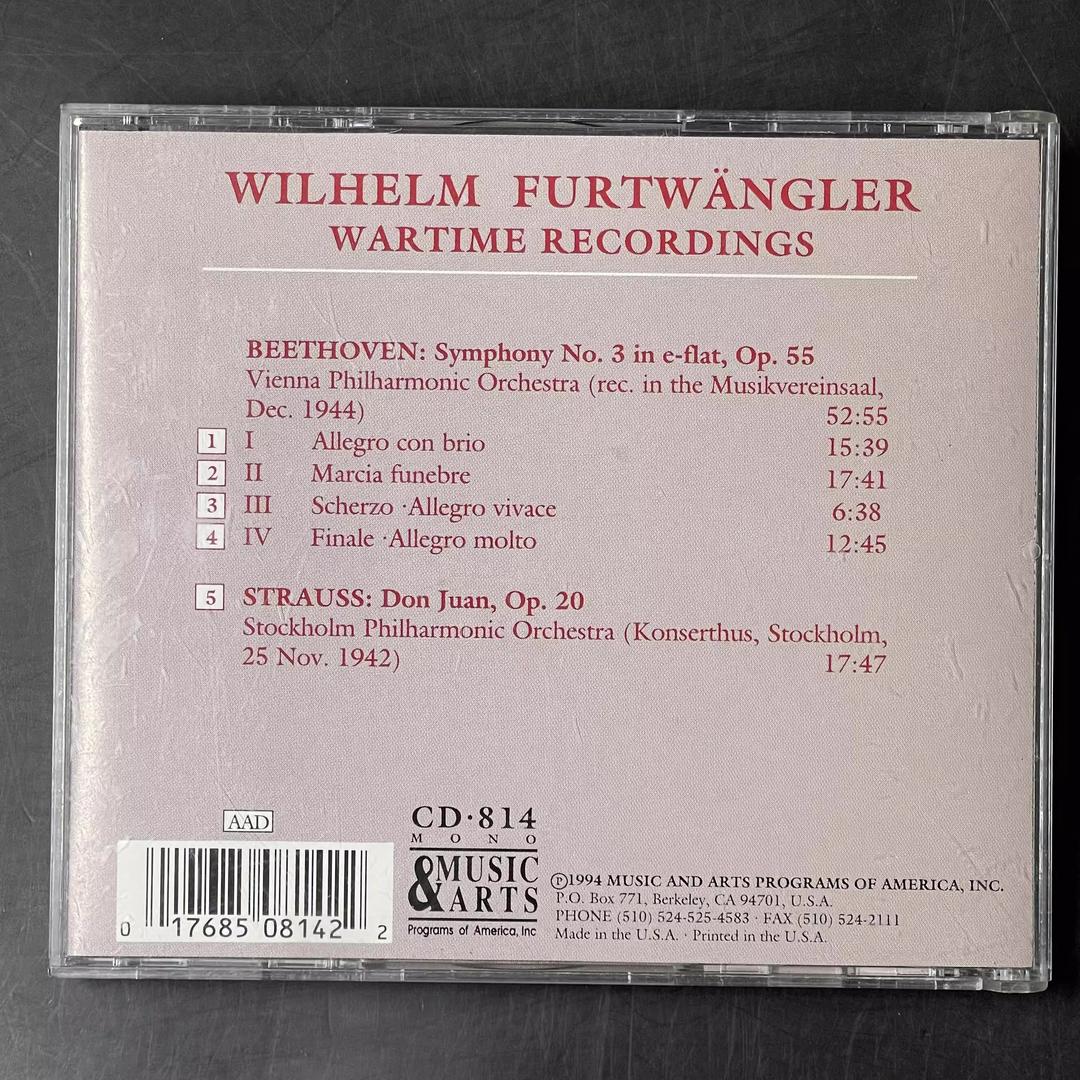 WILHELM FURTWÄNGLER
WARTIME RECORDINGS
BEETHOVEN: Symphony No. 3 in e-flat, Op. 55
Vienna Philharmonic Orchestra (rec. in the Musikvereinsaal,
Dec. 1944) 52:55
1 I Allegro con brio 15:39
2 II Marcia funebre 17:41
3 III Scherzo ·Allegro vivace 6:38
4 IV Finale ·Allegro molto 12:45
5 STRAUSS: Don Juan, Op. 20
Stockholm Philharmonic Orchestra (Konserthus, Stockholm,
25 Nov. 1942) 17:47
AAD
0 17685 08142 2
CD·814
MONO
MUSIC
& ARTS
Programs of America, Inc
℗1994 MUSIC AND ARTS PROGRAMS OF AMERICA, INC.
P.O. Box 771, Berkeley, CA 94701, U.S.A.
PHONE (510) 524-525-4583 · FAX (510) 524-2111
Made in the U.S.A. · Printed in the U.S.A.